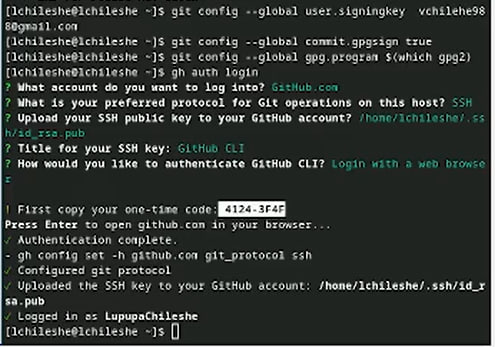 [lchileshe@lchileshe ~]$ git config --global user.signingkey vchilehe98
8@gmail.com
[lchileshe@lchileshe ~]$ git config --global commit.gpgsign true
[lchileshe@lchileshe ~]$ git config --global gpg.program $(which gpg2)
[lchileshe@lchileshe ~]$ gh auth login
? What account do you want to log into? GitHub.com
? What is your preferred protocol for Git operations on this host? SSH
? Upload your SSH public key to your GitHub account? /home/lchileshe/.ss
h/id_rsa.pub
? Title for your SSH key: GitHub CLI
? How would you like to authenticate GitHub CLI? Login with a web browse
r
! First copy your one-time code: 4124-3F4F
Press Enter to open github.com in your browser...
✓ Authentication complete.
- gh config set -h github.com git_protocol ssh
✓ Configured git protocol
✓ Uploaded the SSH key to your GitHub account: /home/lchileshe/.ssh/id_r
sa.pub
✓ Logged in as LupupaChileshe
[lchileshe@lchileshe ~]$